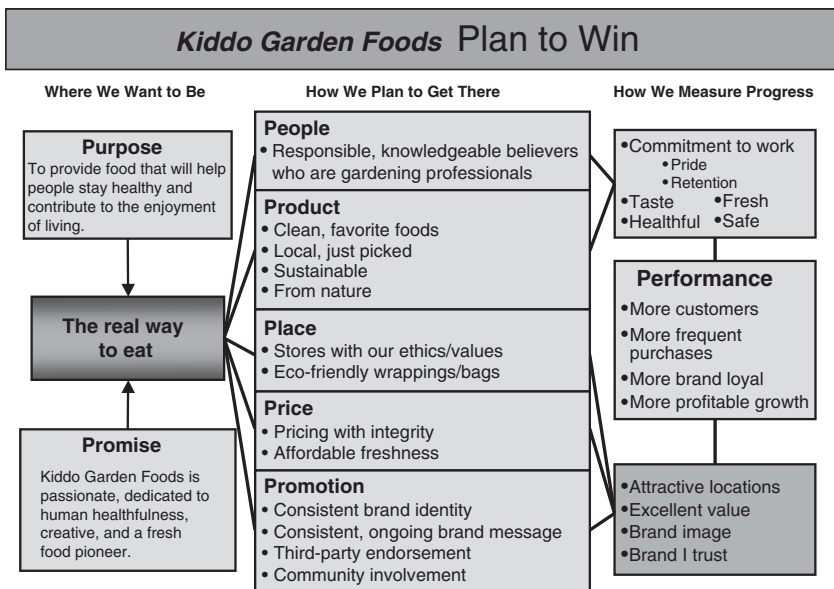 Kiddo Garden Foods Plan to Win
Where We Want to Be
Purpose
To provide food that will help
people stay healthy and
contribute to the enjoyment
of living.
The real way
to eat
Promise
Kiddo Garden Foods is
passionate, dedicated to
human healthfulness,
creative, and a fresh
food pioneer.
How We Plan to Get There
People
• Responsible, knowledgeable believers
who are gardening professionals
Product
• Clean, favorite foods
• Local, just picked
• Sustainable
• From nature
Place
• Stores with our ethics/values
• Eco-friendly wrappings/bags
Price
• Pricing with integrity
• Affordable freshness
Promotion
• Consistent brand identity
• Consistent, ongoing brand message
• Third-party endorsement
• Community involvement
How We Measure Progress
•Commitment to work
•Pride
•Retention
•Taste •Fresh
•Healthful •Safe
Performance
•More customers
•More frequent
purchases
•More brand loyal
•More profitable growth
•Attractive locations
•Excellent value
•Brand image
•Brand I trust